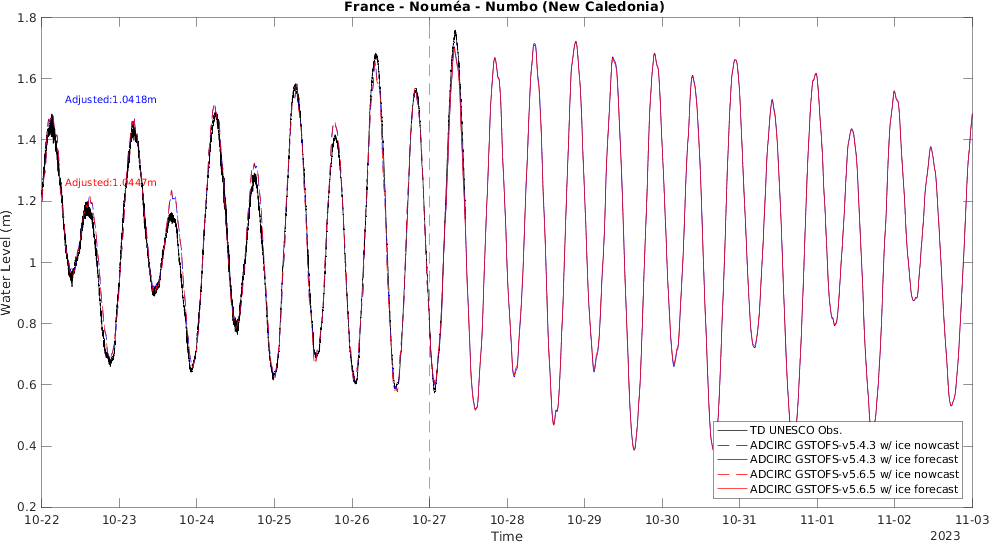 France - Nouméa - Numbo (New Caledonia)
1.8
1.6
1.4
1.2
1
0.8
0.6
0.4
0.2
Water Level (m)
Adjusted:1.0418m
Adjusted:1.0447m
TD UNESCO Obs.
ADCIRC GSTOFS-v5.4.3 w/ ice nowcast
ADCIRC GSTOFS-v5.4.3 w/ ice forecast
ADCIRC GSTOFS-v5.6.5 w/ ice nowcast
ADCIRC GSTOFS-v5.6.5 w/ ice forecast
10-22 10-23 10-24 10-25 10-26 10-27 10-28 10-29 10-30 10-31 11-01 11-02 11-03
Time
2023